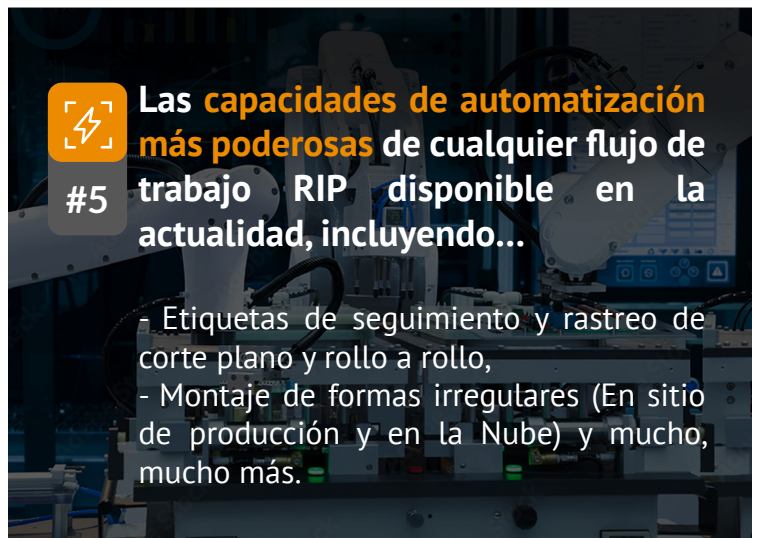 Las capacidades de automatización
más poderosas de cualquier flujo de
#5
trabajo RIP disponible en la
actualidad, incluyendo...
- Etiquetas de seguimiento y rastreo de
corte plano y rollo a rollo,
- Montaje de formas irregulares (En sitio
de producción y en la Nube) y mucho,
mucho más.